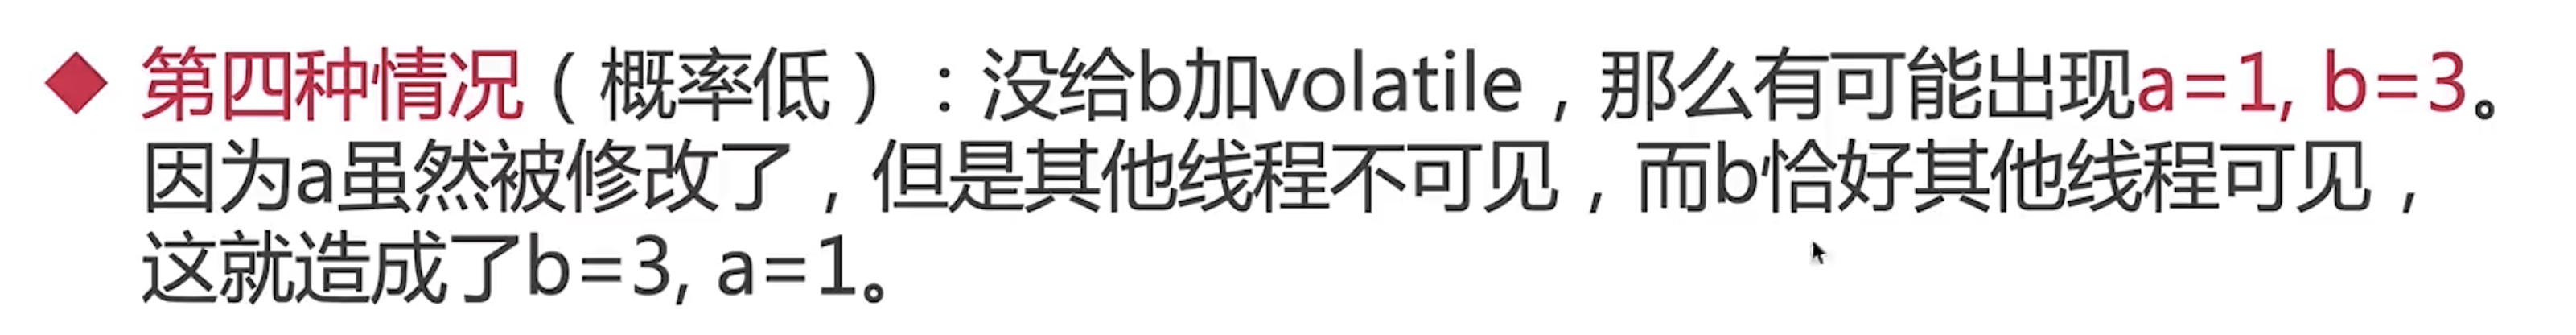 第四种情况（概率低）：没给b加volatile，那么有可能出现a=1, b=3。
因为a虽然被修改了，但是其他线程不可见，而b恰好其他线程可见，
这就造成了b=3, a=1。